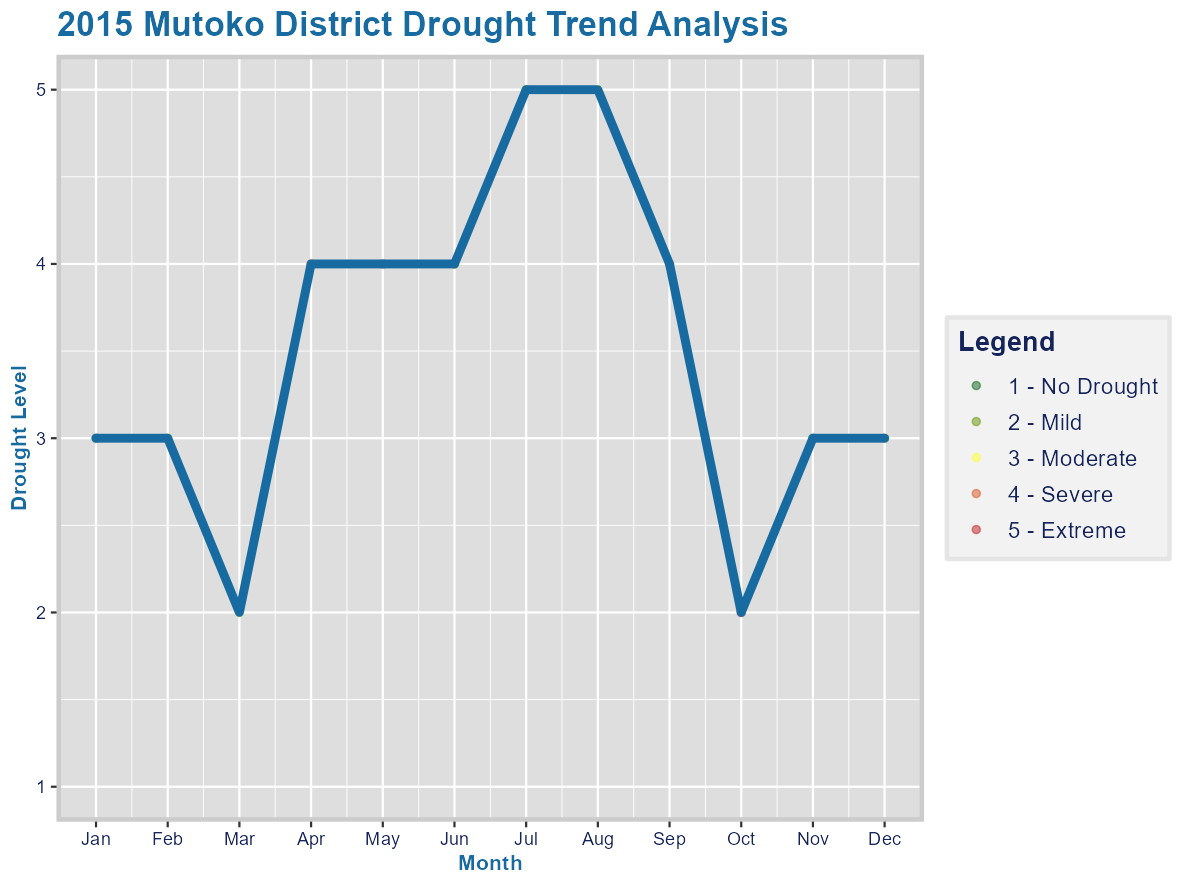 2015 Mutoko District Drought Trend Analysis
Drought Level
5
4
3
2
1
Jan Feb Mar Apr May Jun Jul Aug Sep Oct Nov Dec
Month
Legend
1 - No Drought
2 - Mild
3 - Moderate
4 - Severe
5 - Extreme